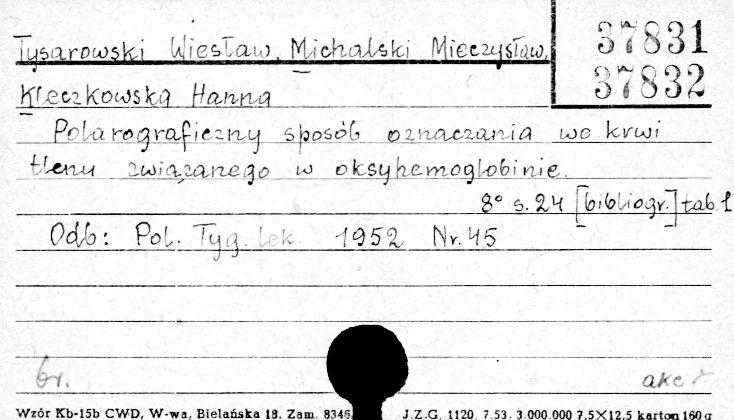 37831
37832
Tysarowski Wiesław, Michalski Mieczysław,
Kleczkowska Hanna
Polarograficzny sposób oznaczania we krwi
tlenu związanego w oksyhemoglobinie.
8° s. 24 [bibliogr.] tab. 1
Odb: Pol. Tyg. lek. 1952 Nr. 45
br. akc
Wzór Kb-15b CWD, W-wa, Bielańska 18. Zam. 8346. J.Z.G. 1120. 7.53. 3.000.000 7,5×12,5 karton 160 g